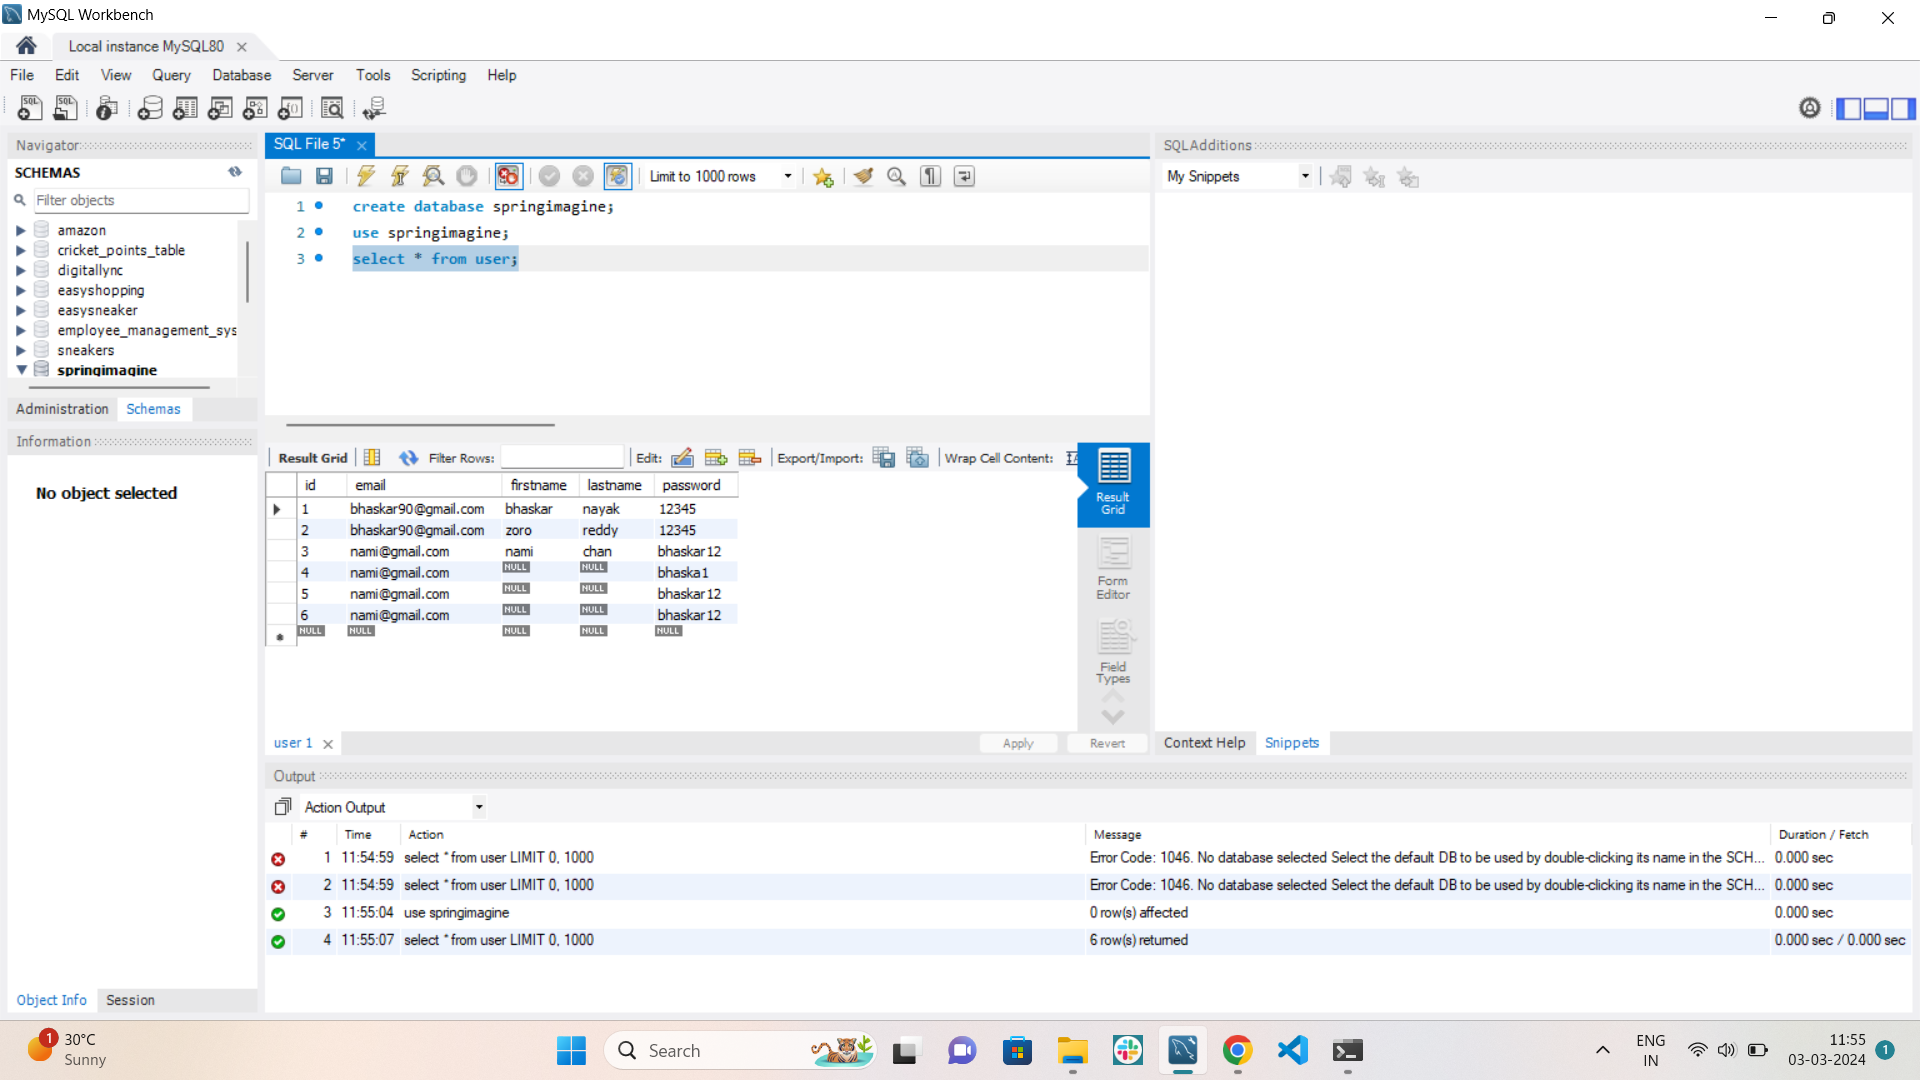 MySQL Workbench
Local instance MySQL80
File Edit View Query Database Server Tools Scripting Help
Navigator
SCHEMAS
Filter objects
amazon
cricket_points_table
digitallync
easyshopping
easysneaker
employee_management_sys
sneakers
springimagine
Administration Schemas
Information
No object selected
Object Info Session
SQL File 5*
Limit to 1000 rows
1 create database springimagine;
2 use springimagine;
3 select * from user;
Result Grid Filter Rows: Edit: Export/Import: Wrap Cell Content:
id email firstname lastname password
1 bhaskar90@gmail.com bhaskar nayak 12345
2 bhaskar90@gmail.com zoro reddy 12345
3 nami@gmail.com nami chan bhaskar12
4 nami@gmail.com NULL NULL bhaska1
5 nami@gmail.com NULL NULL bhaskar12
6 nami@gmail.com NULL NULL bhaskar12
NULL NULL NULL NULL NULL
Result
Grid
Form
Editor
Field
Types
user 1
Apply Revert
SQLAdditions
My Snippets
Context Help Snippets
Output
Action Output
# Time Action Message Duration / Fetch
1 11:54:59 select * from user LIMIT 0, 1000 Error Code: 1046. No database selected Select the default DB to be used by double-clicking its name in the SCH... 0.000 sec
2 11:54:59 select * from user LIMIT 0, 1000 Error Code: 1046. No database selected Select the default DB to be used by double-clicking its name in the SCH... 0.000 sec
3 11:55:04 use springimagine 0 row(s) affected 0.000 sec
4 11:55:07 select * from user LIMIT 0, 1000 6 row(s) returned 0.000 sec / 0.000 sec
1
30°C
Sunny
Search
ENG
IN
11:55
03-03-2024
1